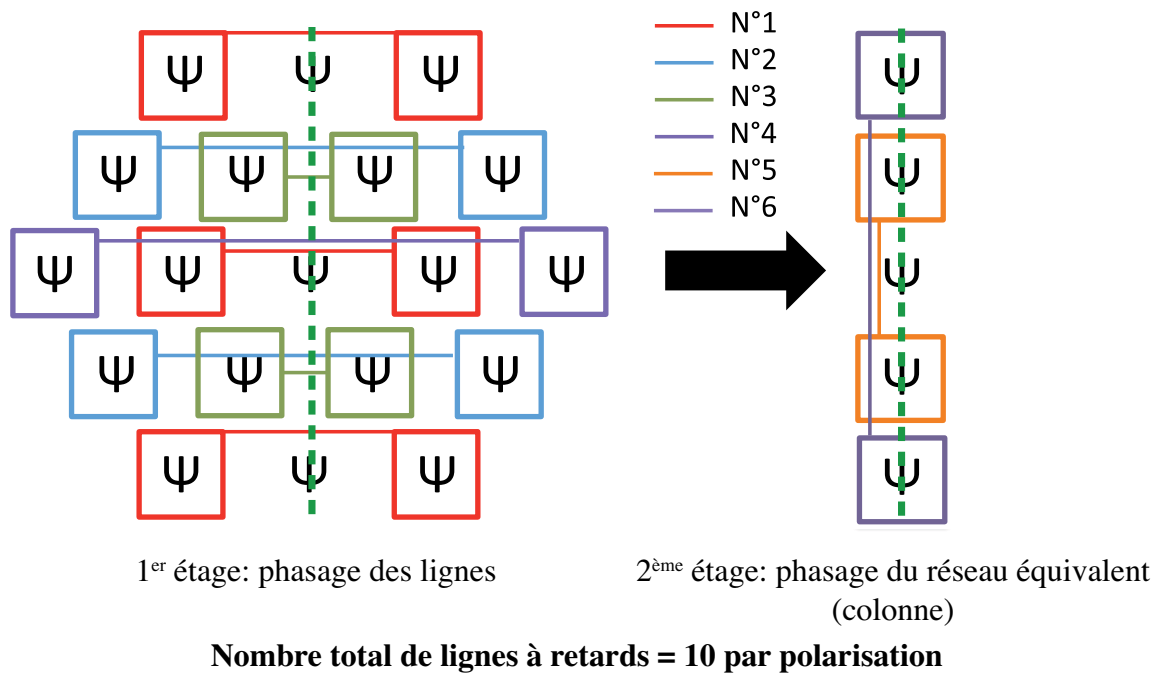 Ψ Ψ Ψ
Ψ Ψ Ψ Ψ
Ψ Ψ Ψ Ψ Ψ
Ψ Ψ Ψ Ψ
Ψ Ψ Ψ
N°1
N°2
N°3
N°4
N°5
N°6
Ψ
Ψ
Ψ
Ψ
Ψ
1er étage: phasage des lignes
2ème étage: phasage du réseau équivalent
(colonne)
Nombre total de lignes à retards = 10 par polarisation